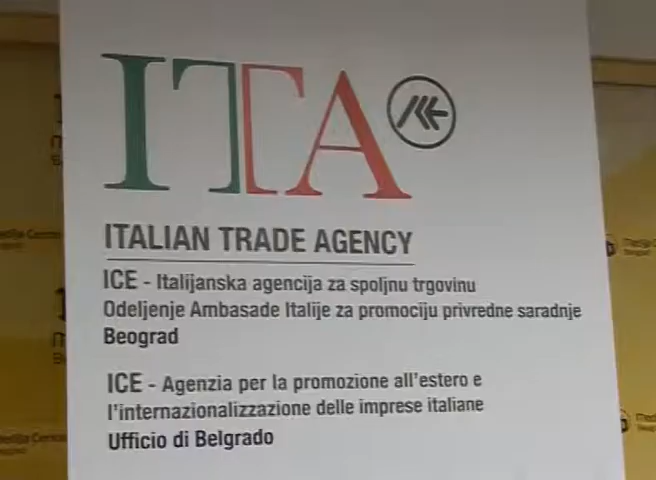 ITA
ITALIAN TRADE AGENCY
ICE - Italijanska agencija za spoljnu trgovinu
Odeljenje Ambasade Italije za promociju privredne saradnje
Beograd
ICE - Agenzia per la promozione all'estero e
l'internazionalizzazione delle imprese italiane
Ufficio di Belgrado